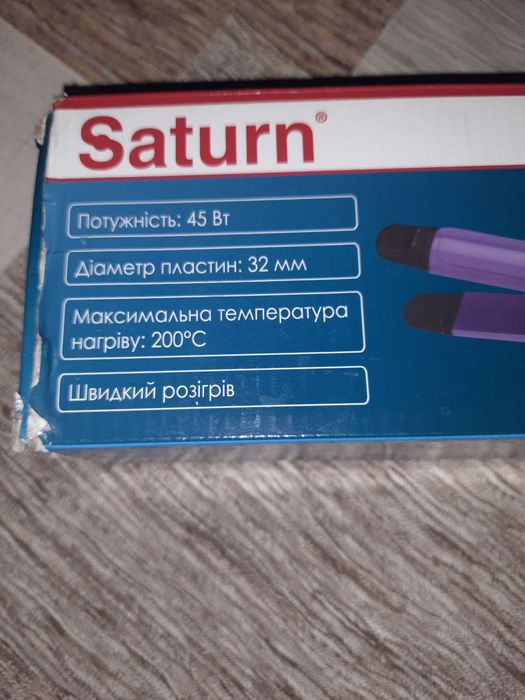 Saturn®
Потужність: 45 Вт
Діаметр пластин: 32 мм
Максимальна температура
нагріву: 200°C
Швидкий розігрів